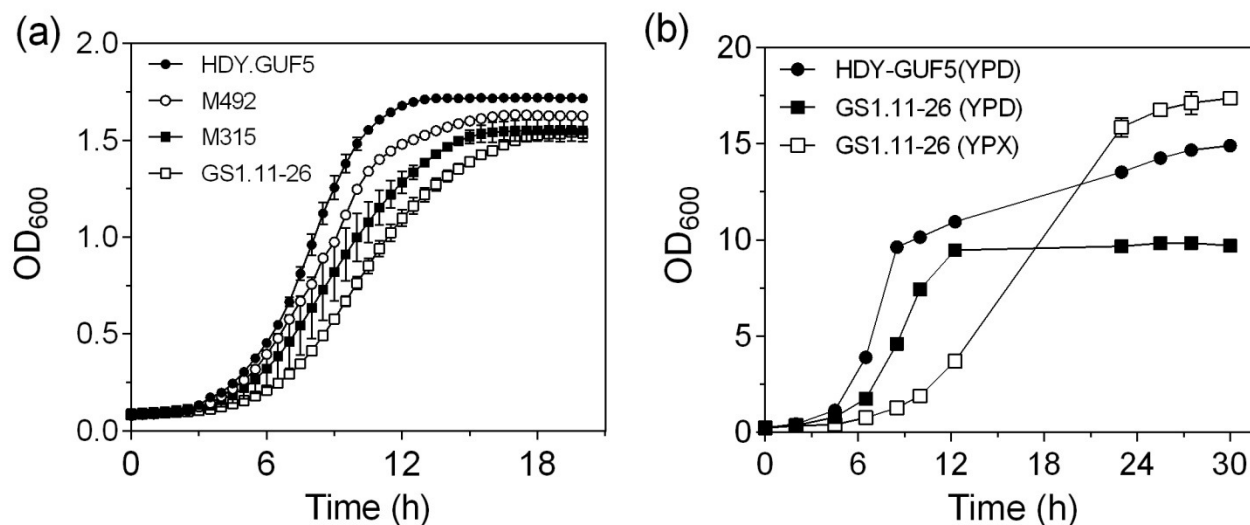 (a)
2.0
1.5
1.0
0.5
0.0
OD600
HDY.GUF5
M492
M315
GS1.11-26
0 6 12 18
Time (h)
(b)
20
15
10
5
0
OD600
HDY-GUF5(YPD)
GS1.11-26 (YPD)
GS1.11-26 (YPX)
0 6 12 18 24 30
Time (h)